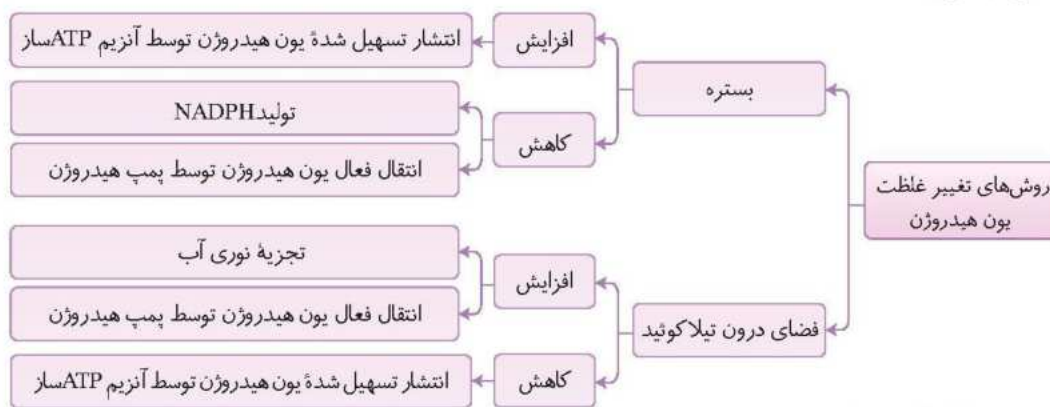 روش‌های تغییر غلظت
یون هیدروژن
بستره
افزایش
انتشار تسهیل شدهٔ یون هیدروژن توسط آنزیم ATPساز
کاهش
تولید NADPH
انتقال فعال یون هیدروژن توسط پمپ هیدروژن
فضای درون تیلاکوئید
افزایش
تجزیهٔ نوری آب
انتقال فعال یون هیدروژن توسط پمپ هیدروژن
کاهش
انتشار تسهیل شدهٔ یون هیدروژن توسط آنزیم ATPساز